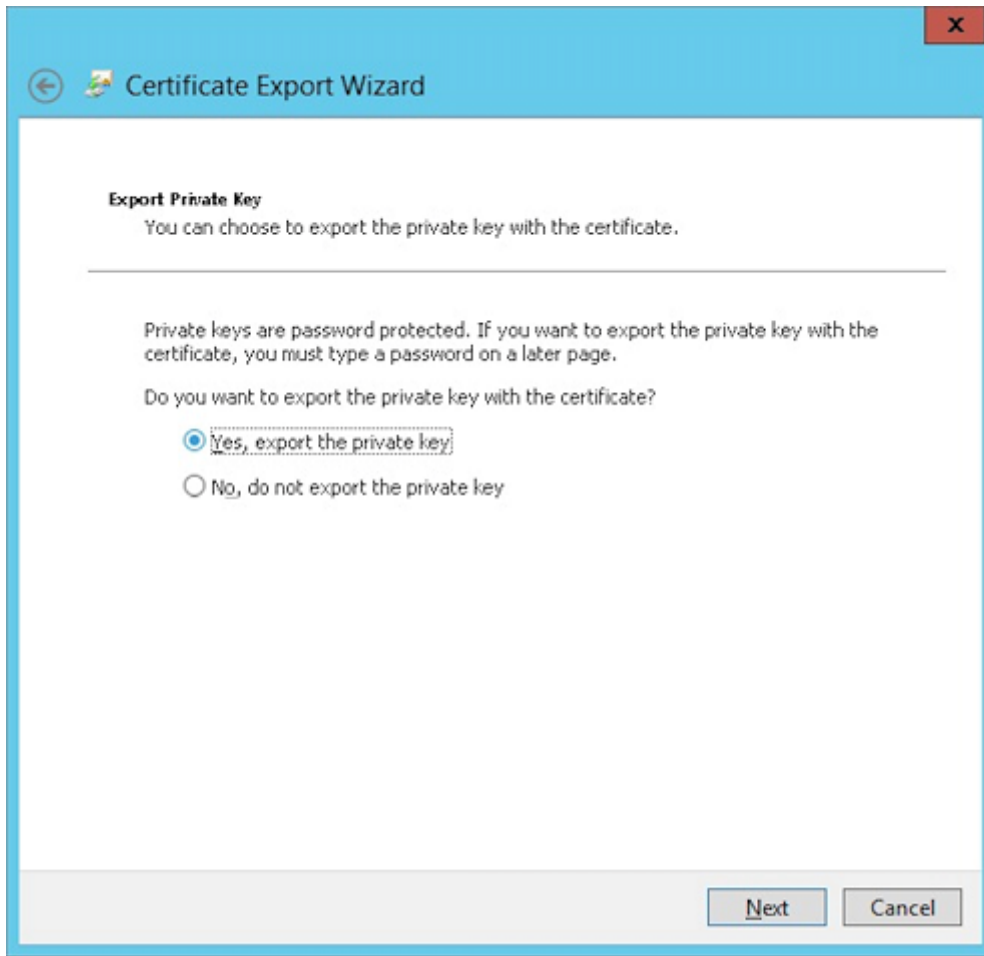 X
Certificate Export Wizard
Export Private Key
You can choose to export the private key with the certificate.
Private keys are password protected. If you want to export the private key with the
certificate, you must type a password on a later page.
Do you want to export the private key with the certificate?
Yes, export the private key
No, do not export the private key
Next
Cancel